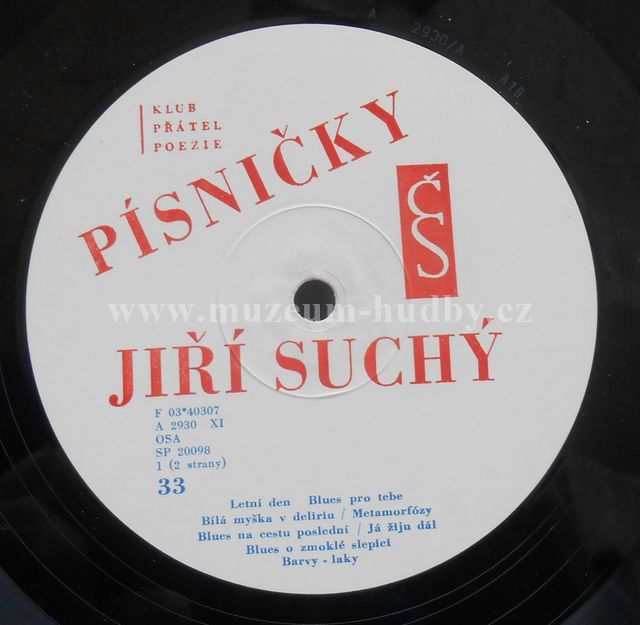 A 2930/A A1B
KLUB
PŘÁTEL
POEZIE
PÍSNIČKY
ČS
www.muzeum-hudby.cz
JIŘÍ SUCHÝ
F 03*40307
A 2930 XI
OSA
SP 20098
1 (2 strany)
33
Letní den Blues pro tebe
Bílá myška v deliriu / Metamorfózy
Blues na cestu poslední / Já žiju dál
Blues o zmoklé slepici
Barvy - laky